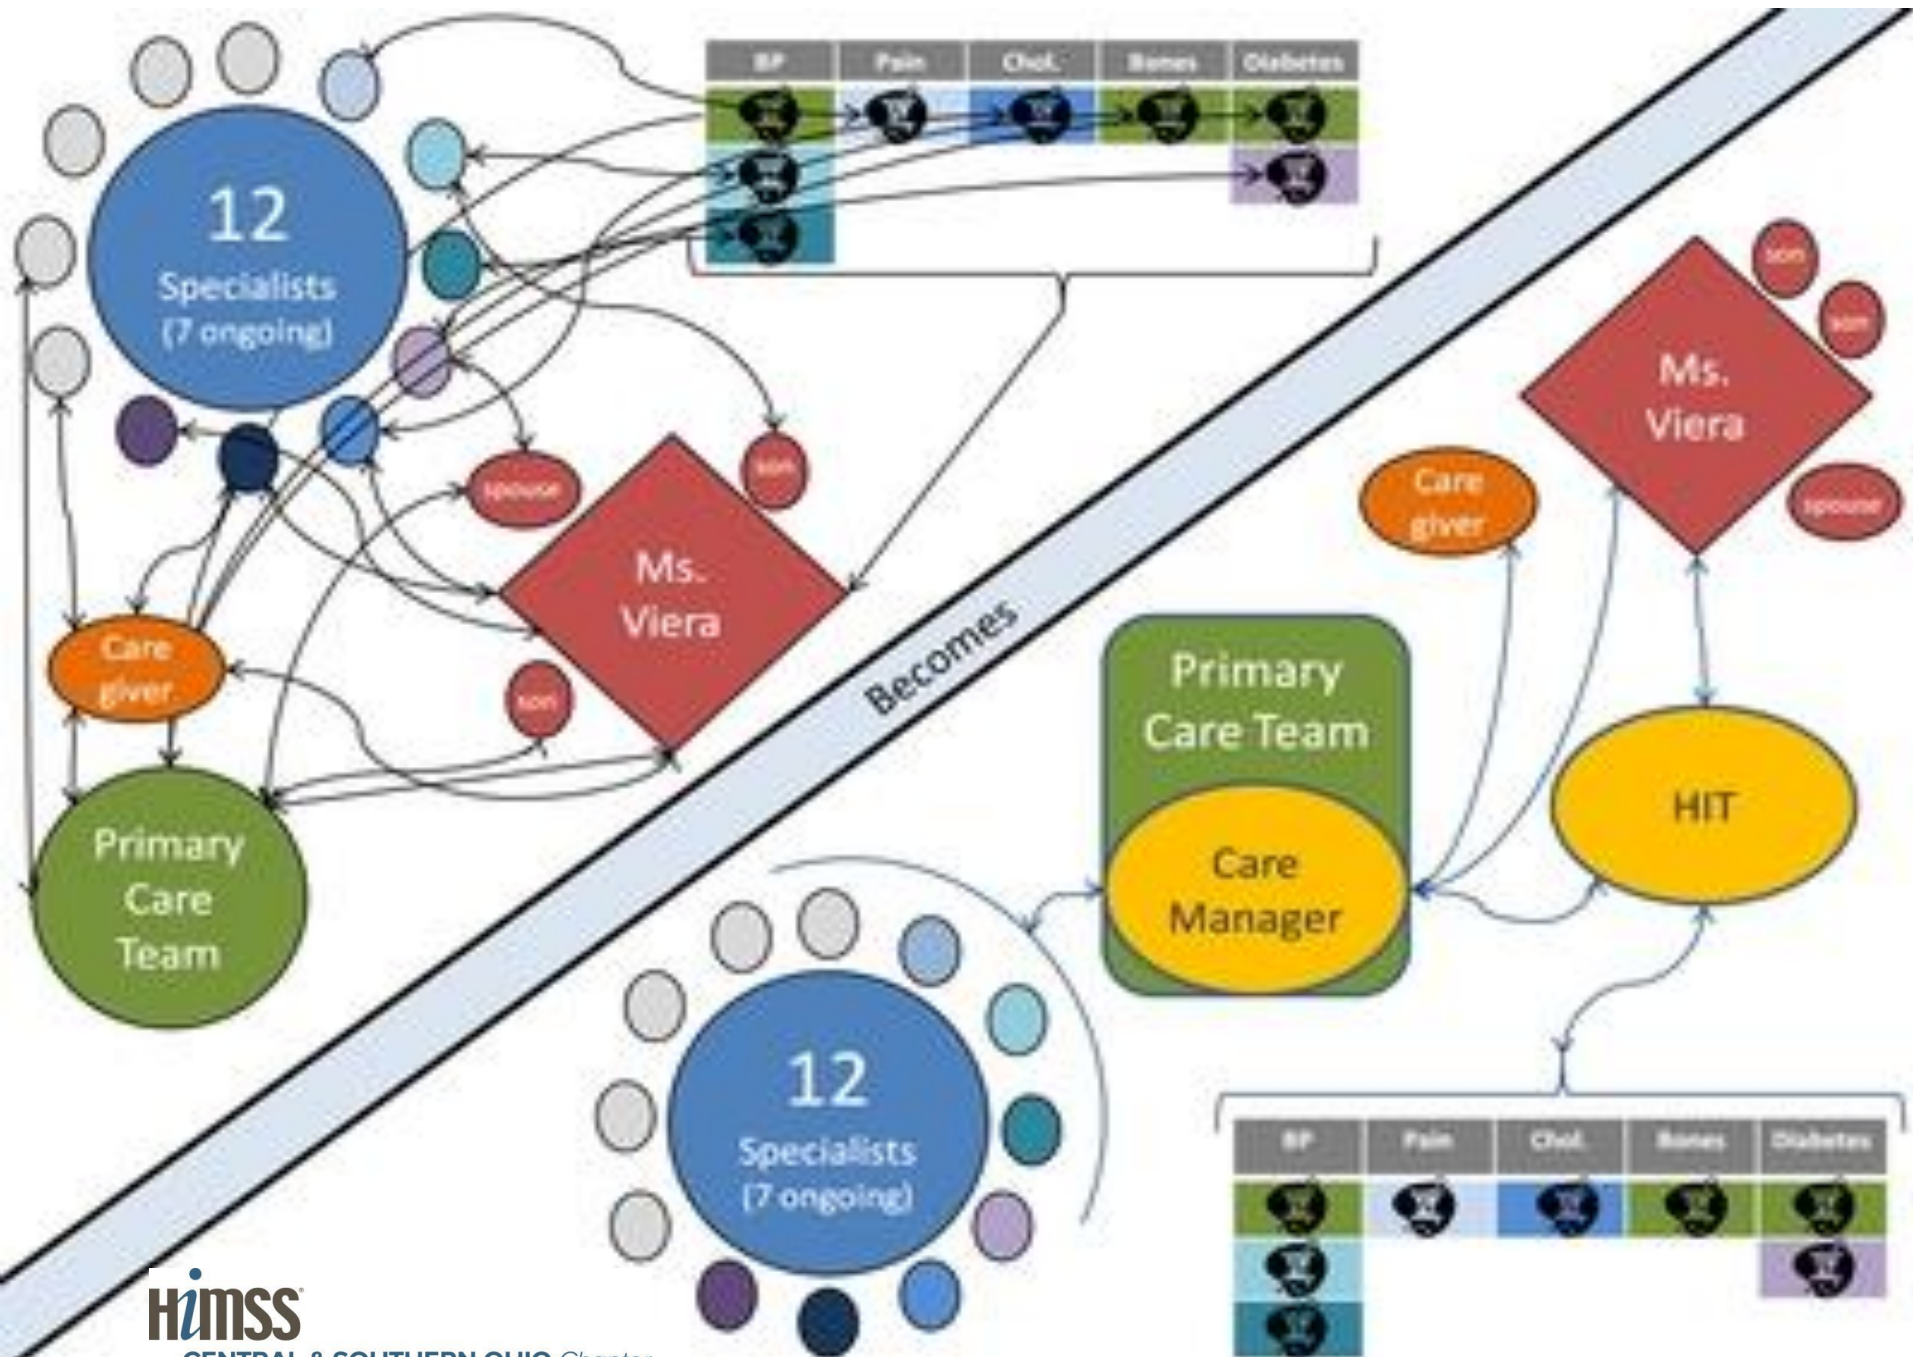 BP Pain Chol. Bones Diabetes
12
Specialists
(7 ongoing)
son
spouse
Ms.
Viera
Care
giver
son
Primary
Care
Team
Becomes
son
son
Ms.
Viera
spouse
Care
giver
Primary
Care Team
Care
Manager
HIT
12
Specialists
(7 ongoing)
BP Pain Chol. Bones Diabetes
HiMSS
CENTRAL & SOUTHERN OHIO Chapter